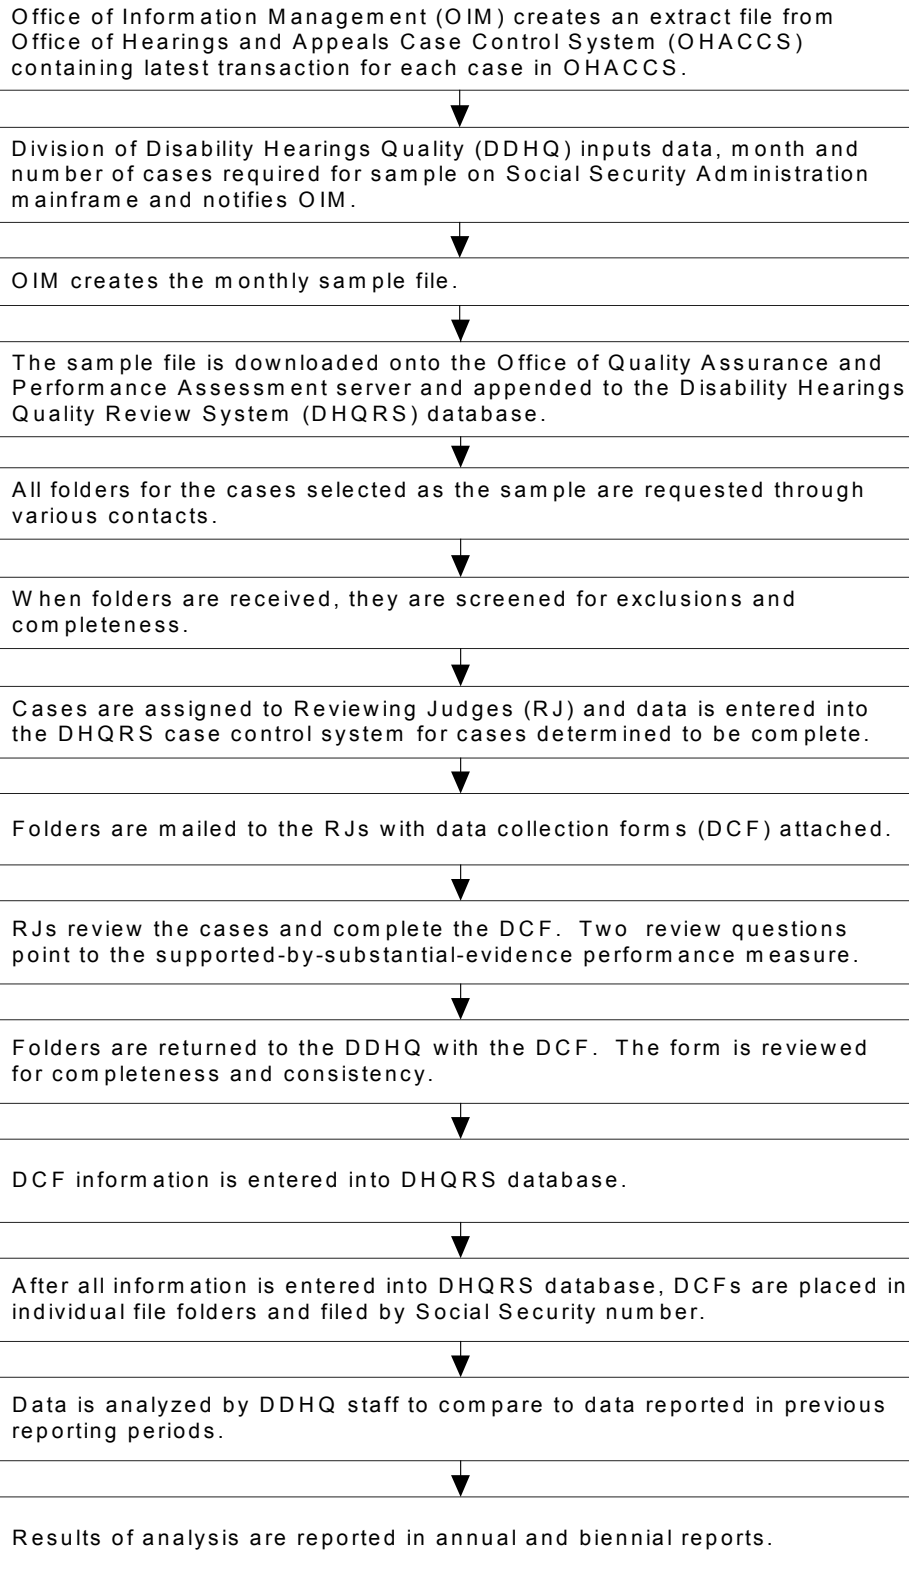 Office of Information Management (OIM) creates an extract file from
Office of Hearings and Appeals Case Control System (OHACCS)
containing latest transaction for each case in OHACCS.
Division of Disability Hearings Quality (DDHQ) inputs data, month and
number of cases required for sample on Social Security Administration
mainframe and notifies OIM.
OIM creates the monthly sample file.
The sample file is downloaded onto the Office of Quality Assurance and
Performance Assessment server and appended to the Disability Hearings
Quality Review System (DHQRS) database.
All folders for the cases selected as the sample are requested through
various contacts.
When folders are received, they are screened for exclusions and
completeness.
Cases are assigned to Reviewing Judges (RJ) and data is entered into
the DHQRS case control system for cases determined to be complete.
Folders are mailed to the RJs with data collection forms (DCF) attached.
RJs review the cases and complete the DCF. Two review questions
point to the supported-by-substantial-evidence performance measure.
Folders are returned to the DDHQ with the DCF. The form is reviewed
for completeness and consistency.
DCF information is entered into DHQRS database.
After all information is entered into DHQRS database, DCFs are placed in
individual file folders and filed by Social Security number.
Data is analyzed by DDHQ staff to compare to data reported in previous
reporting periods.
Results of analysis are reported in annual and biennial reports.